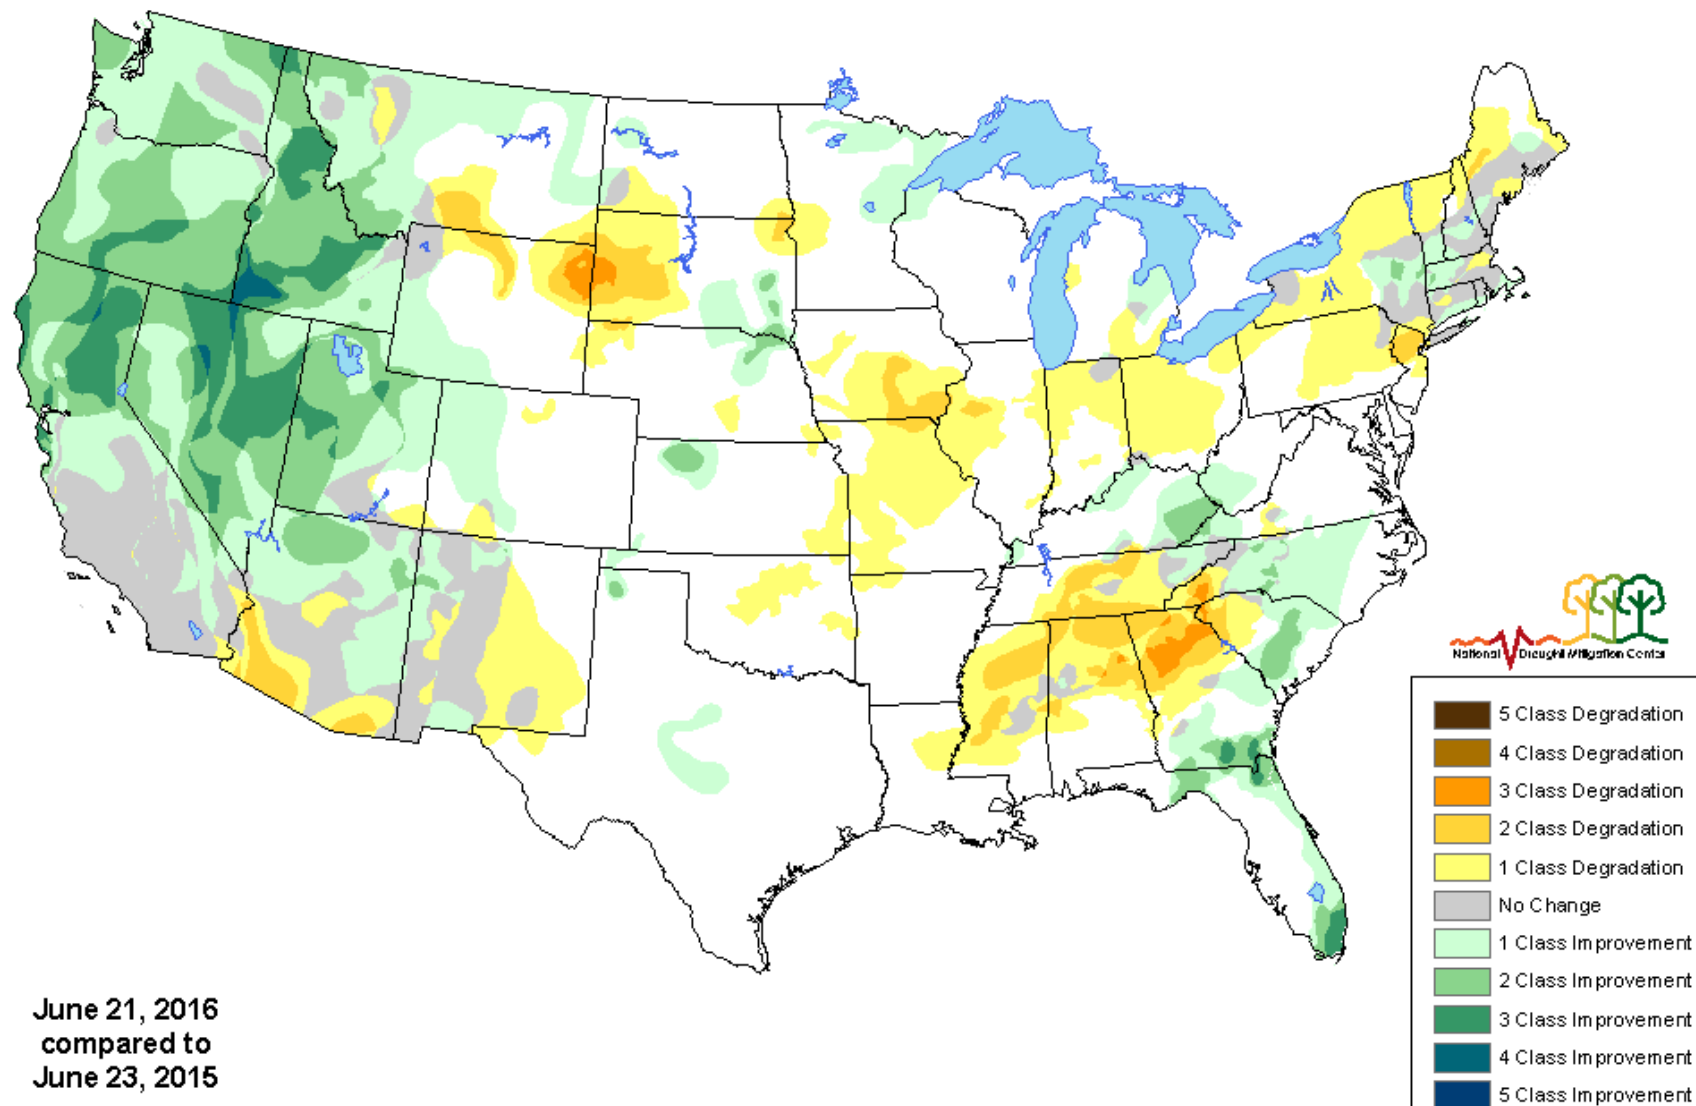 National Drought Mitigation Center
5 Class Degradation
4 Class Degradation
3 Class Degradation
2 Class Degradation
1 Class Degradation
No Change
1 Class Improvement
2 Class Improvement
3 Class Improvement
4 Class Improvement
5 Class Improvement
June 21, 2016
compared to
June 23, 2015